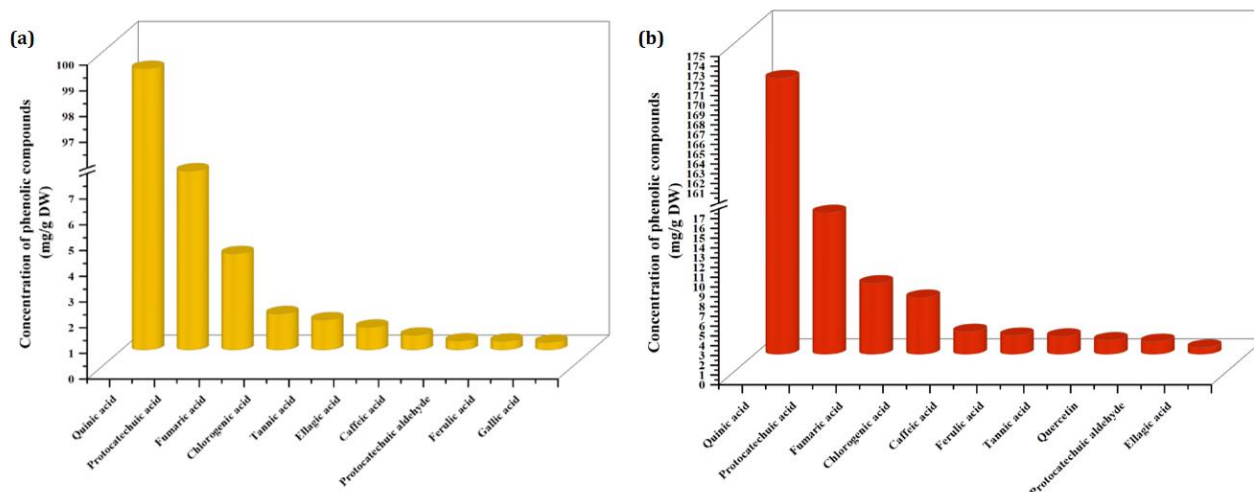 (a)
Concentration of phenolic compounds
(mg/g DW)
100
99
98
97
7
6
5
4
3
2
1
0
Quinic acid
Protocatechuic acid
Fumaric acid
Chlorogenic acid
Tannic acid
Ellagic acid
Caffeic acid
Protocatechuic aldehyde
Ferulic acid
Gallic acid
(b)
Concentration of phenolic compounds
(mg/g DW)
175
174
173
172
171
170
169
168
167
166
165
164
163
162
161
17
16
15
14
13
12
11
10
9
8
7
6
5
4
3
2
1
0
Quinic acid
Protocatechuic acid
Fumaric acid
Chlorogenic acid
Caffeic acid
Ferulic acid
Tannic acid
Quercetin
Protocatechuic aldehyde
Ellagic acid